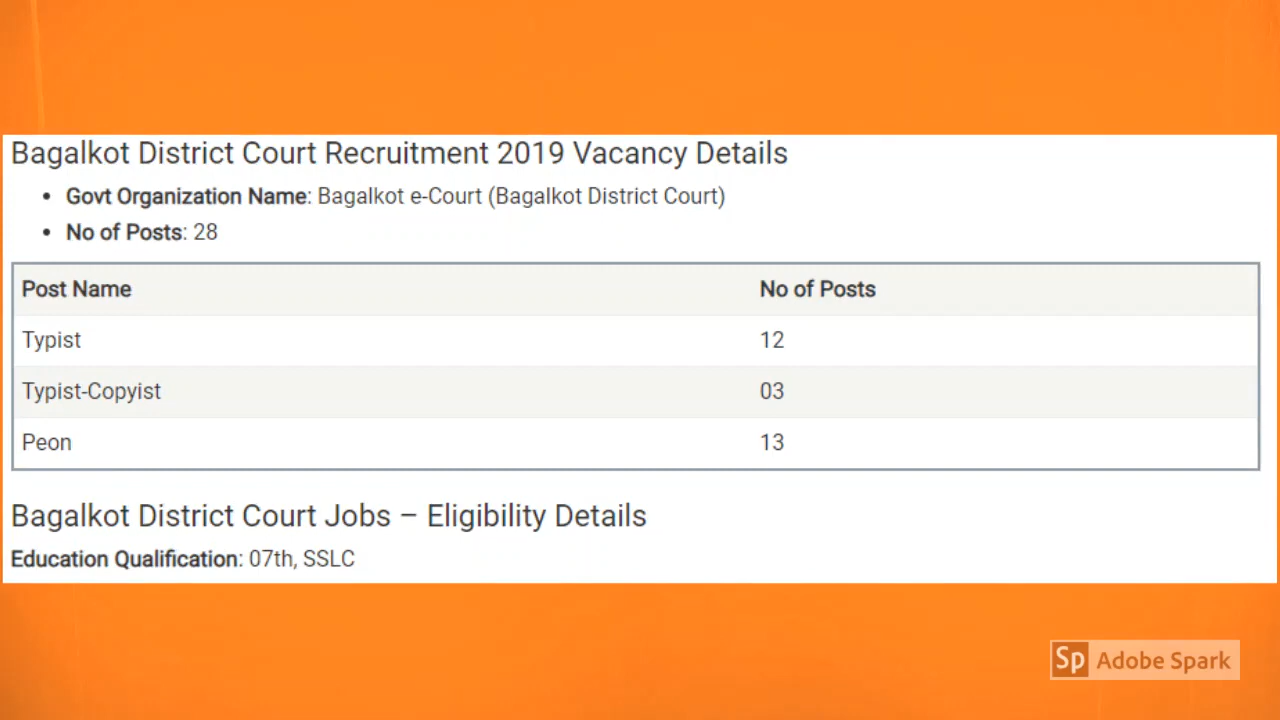 Bagalkot District Court Recruitment 2019 Vacancy Details
• Govt Organization Name: Bagalkot e-Court (Bagalkot District Court)
• No of Posts: 28
Post Name No of Posts
Typist 12
Typist-Copyist 03
Peon 13
Bagalkot District Court Jobs – Eligibility Details
Education Qualification: 07th, SSLC
Sp Adobe Spark